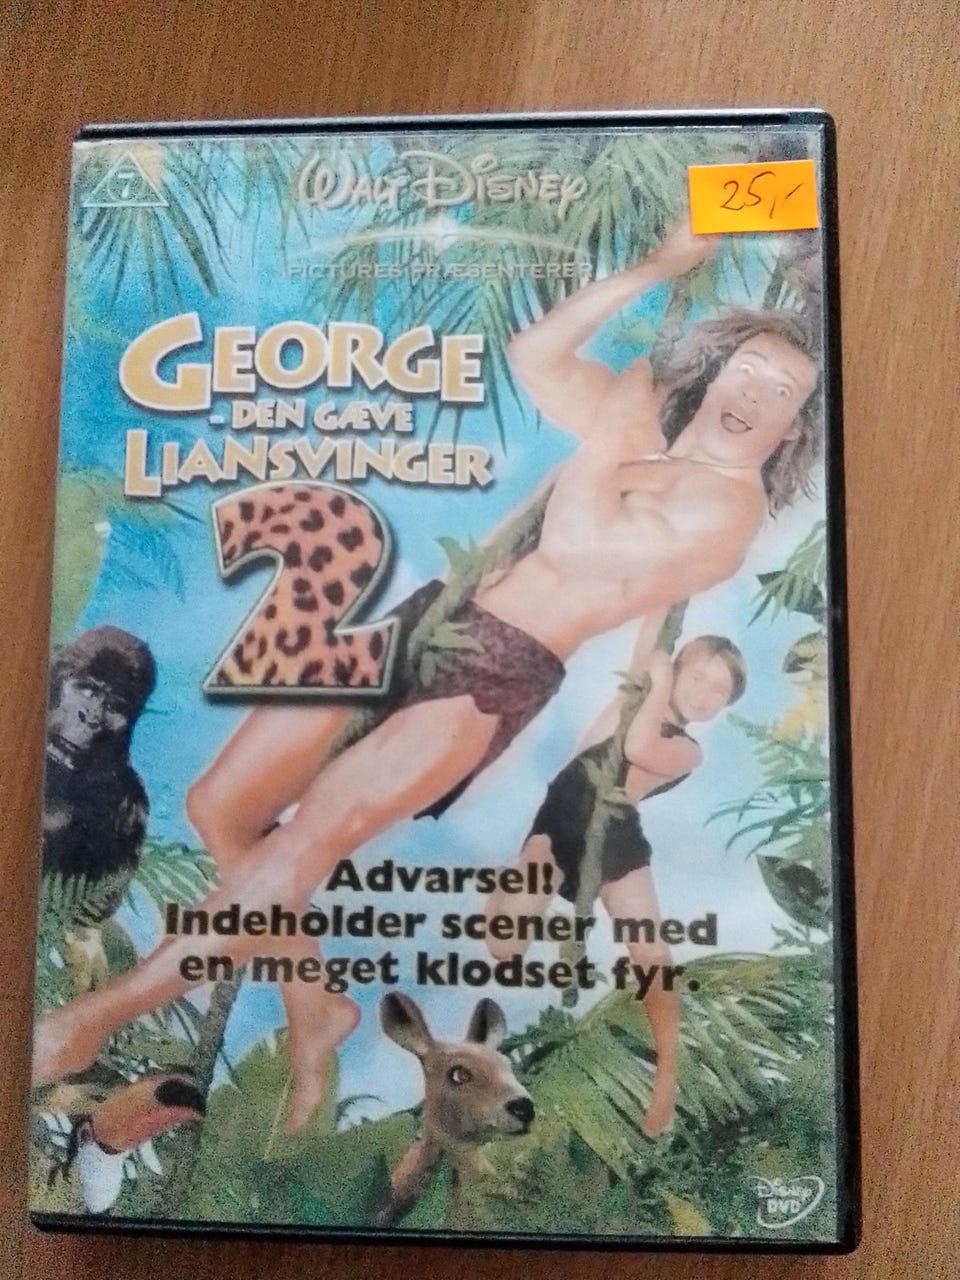 7
WALT DISNEY
25,-
PICTURES PRÆSENTERER
GEORGE
- DEN GÆVE
LIANSVINGER
2
Advarsel!
Indeholder scener med
en meget klodset fyr.
Disney
DVD